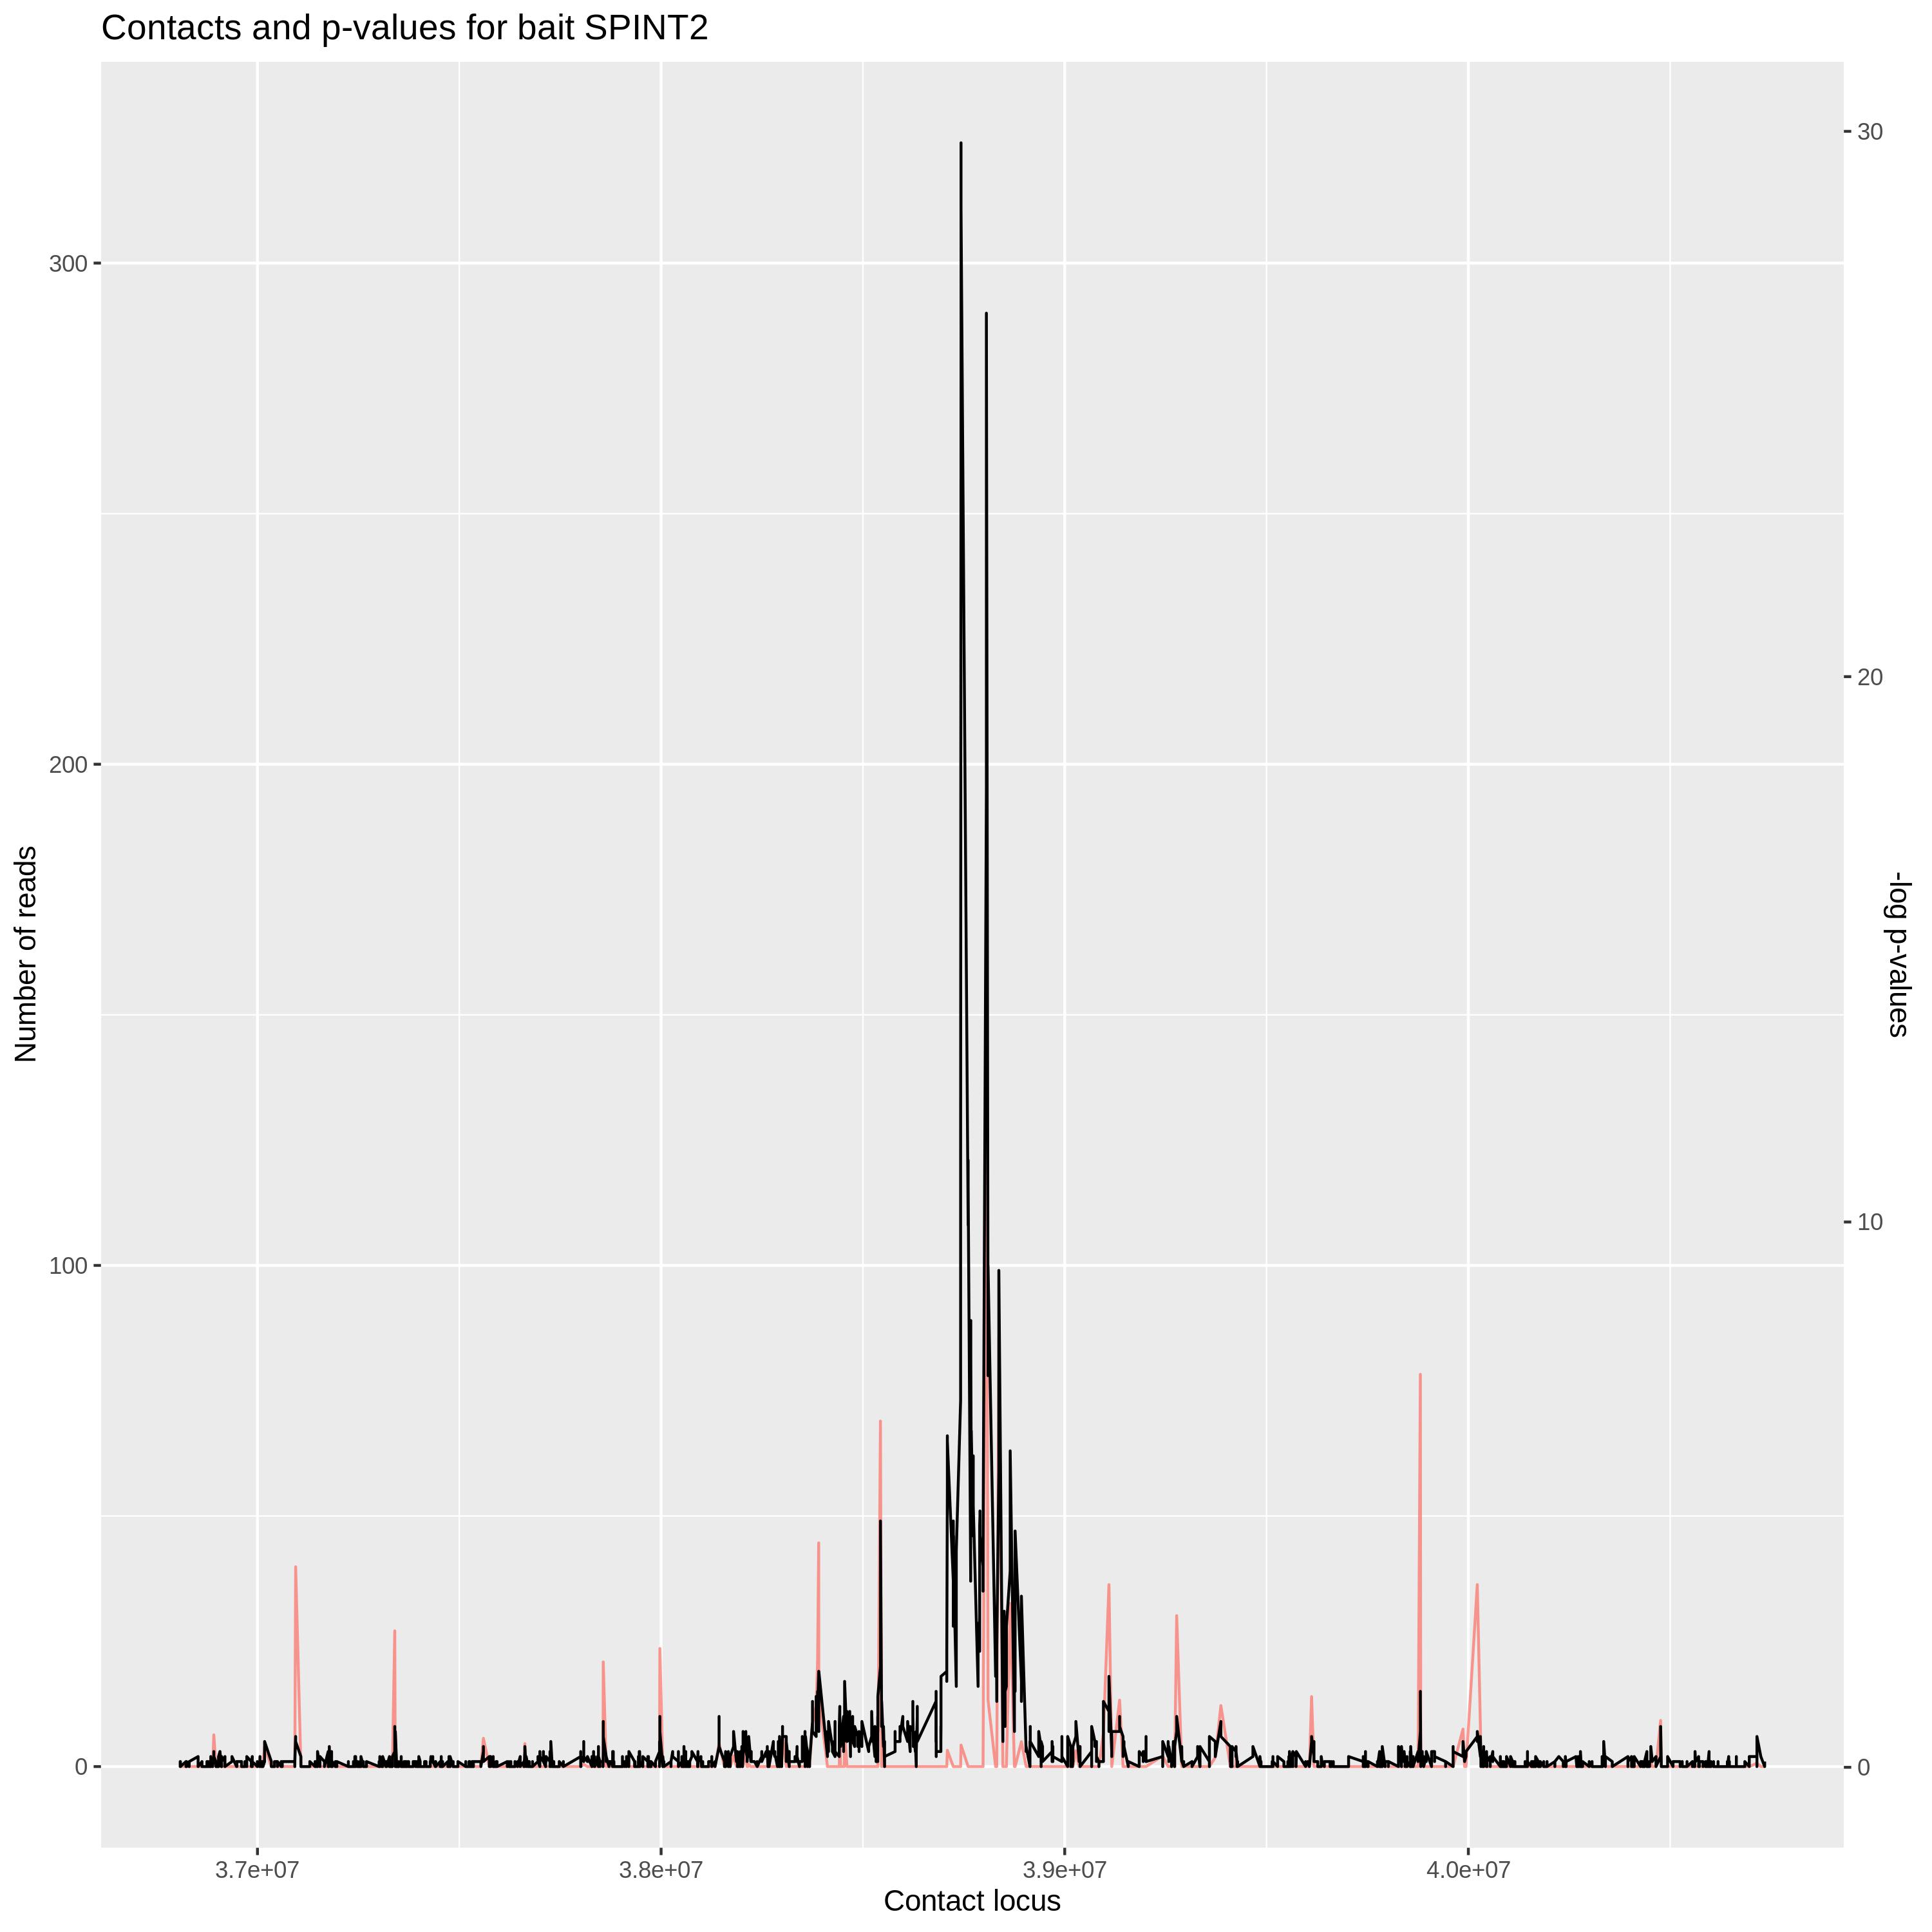 Contacts and p-values for bait SPINT2
30
300
20
200
Number of reads
-log p-values
10
100
0
0
3.7e+07 3.8e+07 3.9e+07 4.0e+07
Contact locus